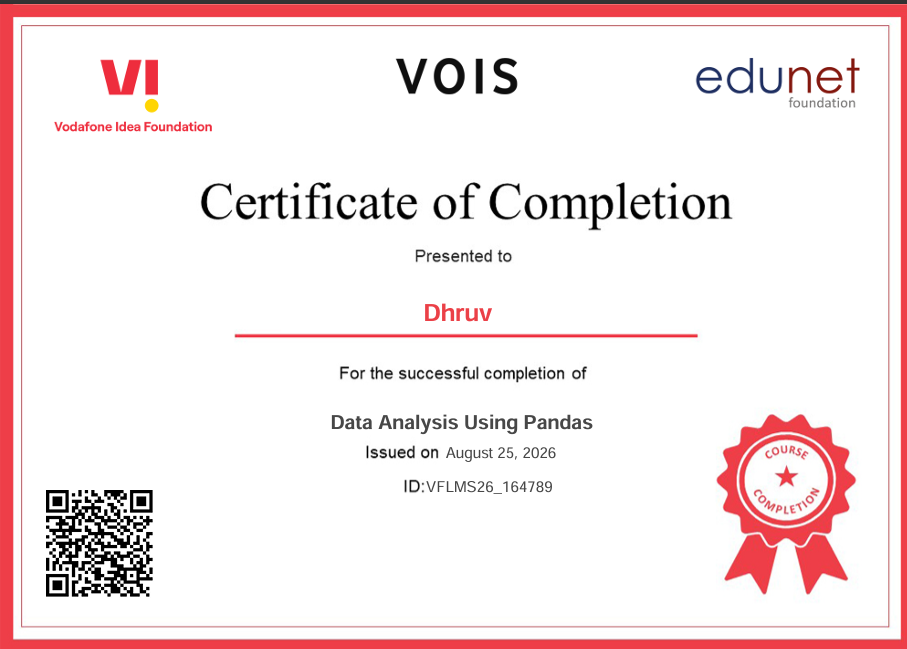 VI
Vodafone Idea Foundation
VOIS
edunet
foundation
Certificate of Completion
Presented to
Dhruv
For the successful completion of
Data Analysis Using Pandas
Issued on August 25, 2026
ID:VFLMS26_164789
COURSE
COMPLETION